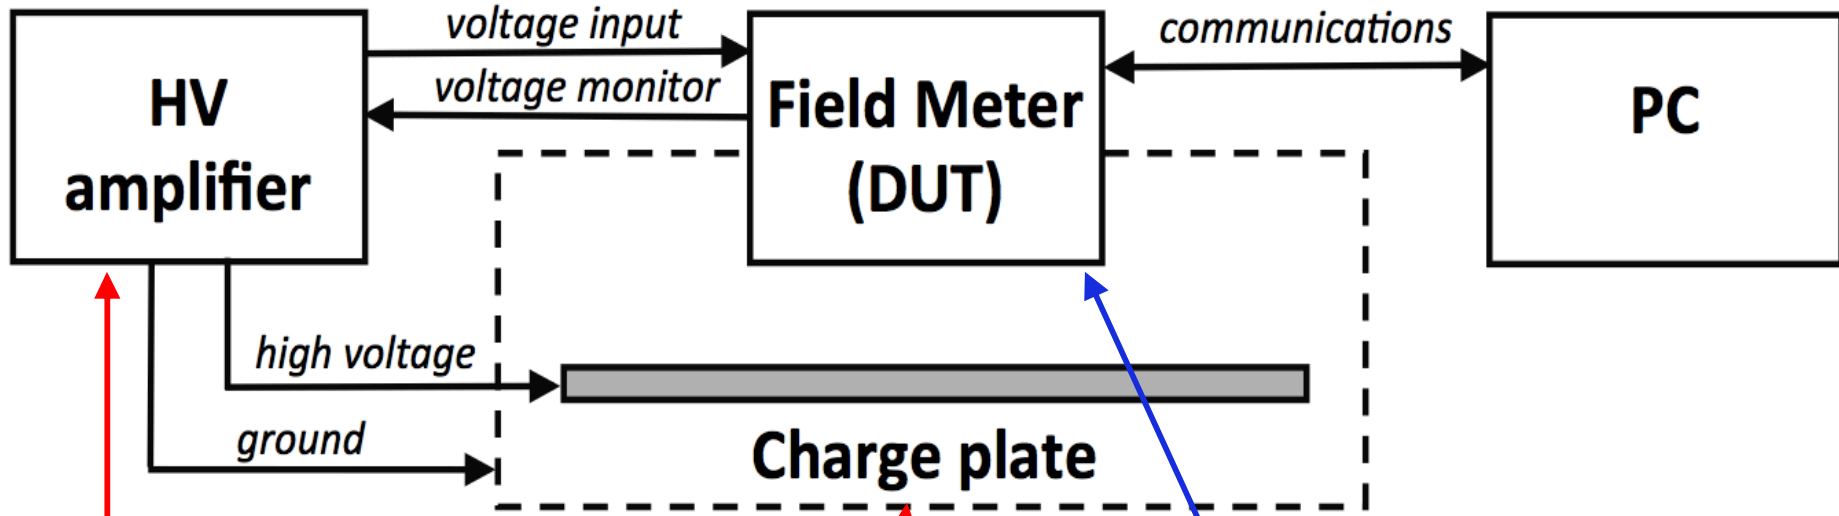 HV
amplifier
voltage input
voltage monitor
Field Meter
(DUT)
communications
PC
high voltage
ground
Charge plate